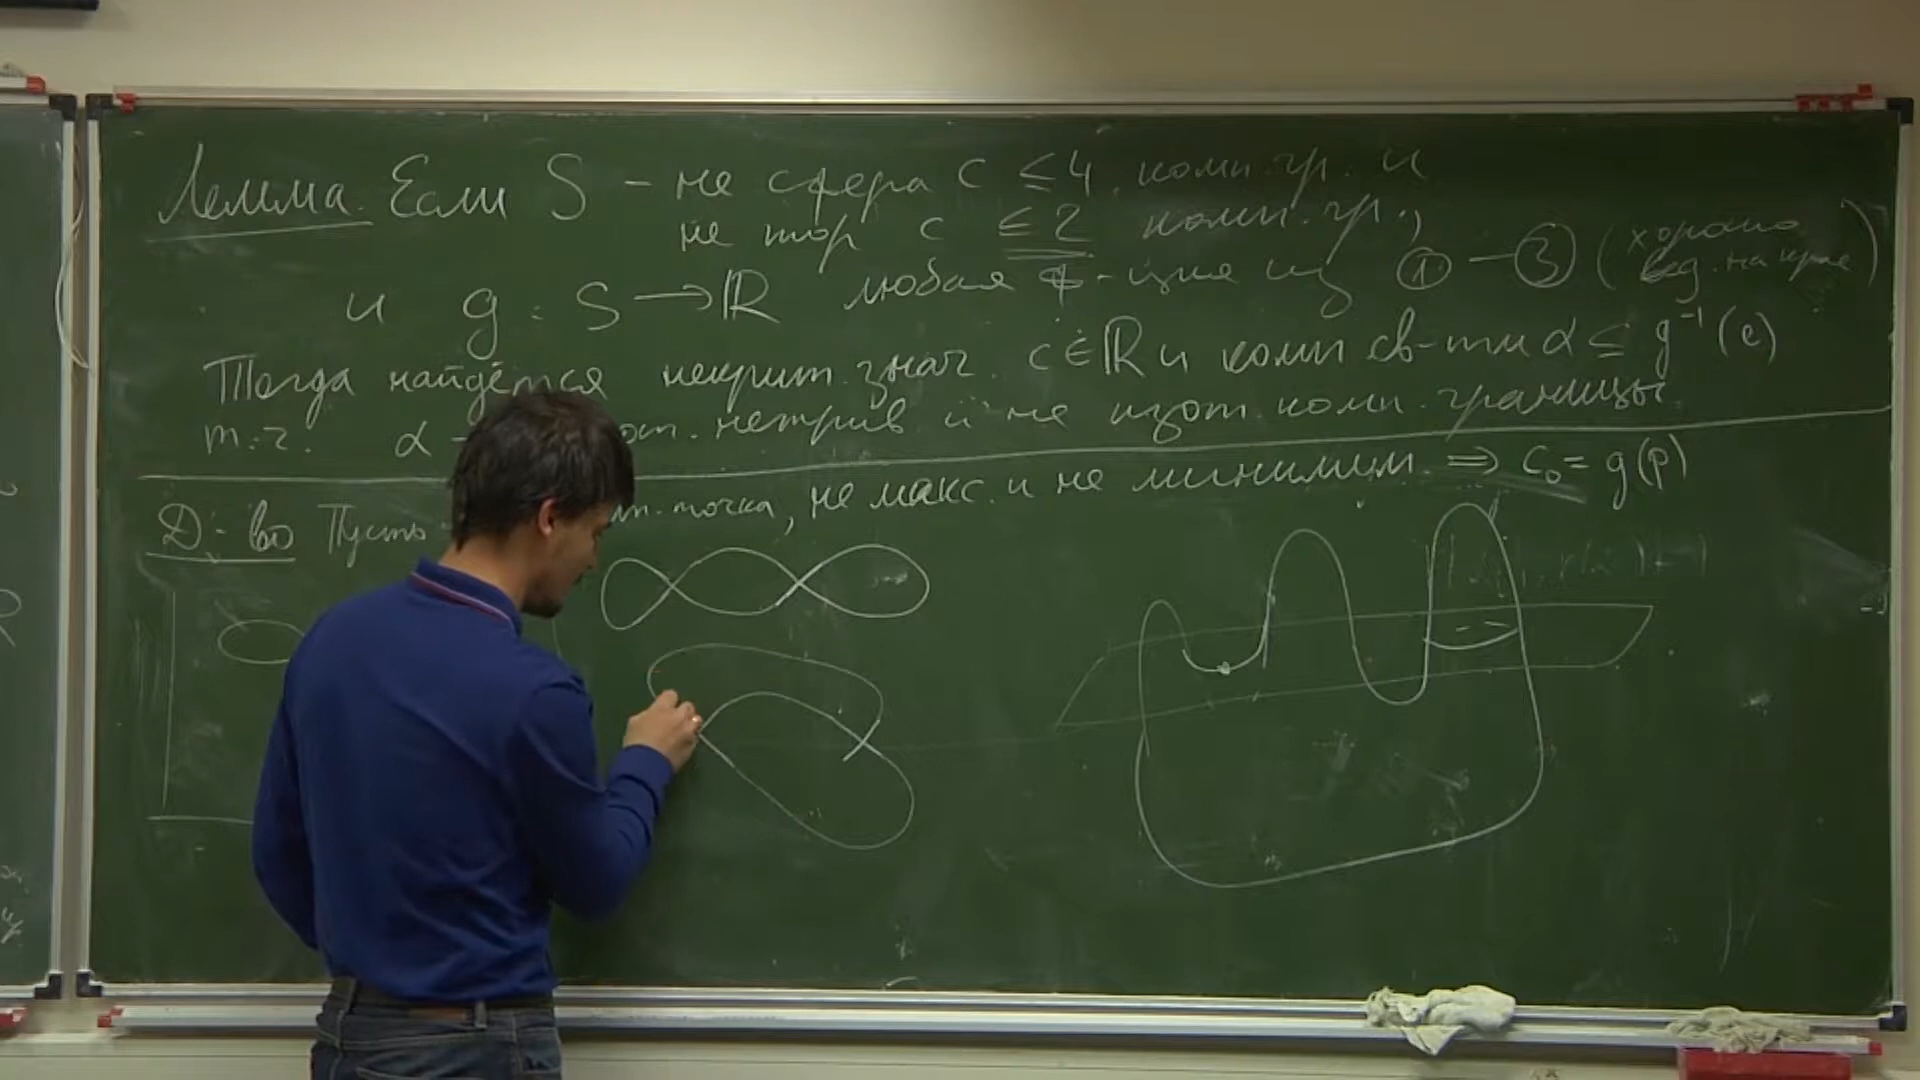 Лемма. Если S – не сфера с ≤ 4 комп. гр. и
не тор с ≤ 2 комп. гр.,
и g : S → ℝ любая ф-ция из ① – ③ (хорошо
на крае)
Тогда найдётся некрит. знач. c ∈ ℝ и комп св-ти α ⊆ g⁻¹(c)
т.ч. α – нетрив и не изот. комп. границы
Д-во Пусть точка, не макс. и не минимум ⇒ c₀ = g(p)